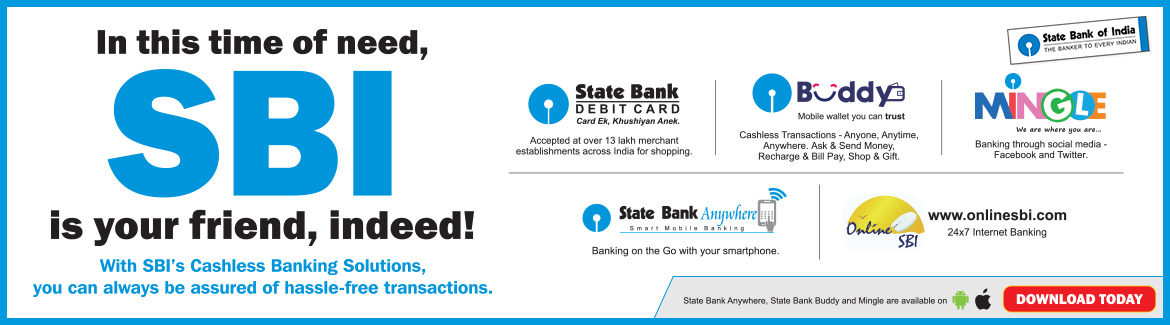 In this time of need,
SBI
is your friend, indeed!
With SBI's Cashless Banking Solutions,
you can always be assured of hassle-free transactions.
State Bank of India
THE BANKER TO EVERY INDIAN
State Bank
DEBIT CARD
Card Ek, Khushiyan Anek.
Accepted at over 13 lakh merchant
establishments across India for shopping.
Buddy
Mobile wallet you can trust
Cashless Transactions - Anyone, Anytime,
Anywhere. Ask & Send Money,
Recharge & Bill Pay, Shop & Gift.
MINGLE
We are where you are...
Banking through social media -
Facebook and Twitter.
State Bank Anywhere
Smart Mobile Banking
Banking on the Go with your smartphone.
Online
SBI
www.onlinesbi.com
24x7 Internet Banking
State Bank Anywhere, State Bank Buddy and Mingle are available on
DOWNLOAD TODAY